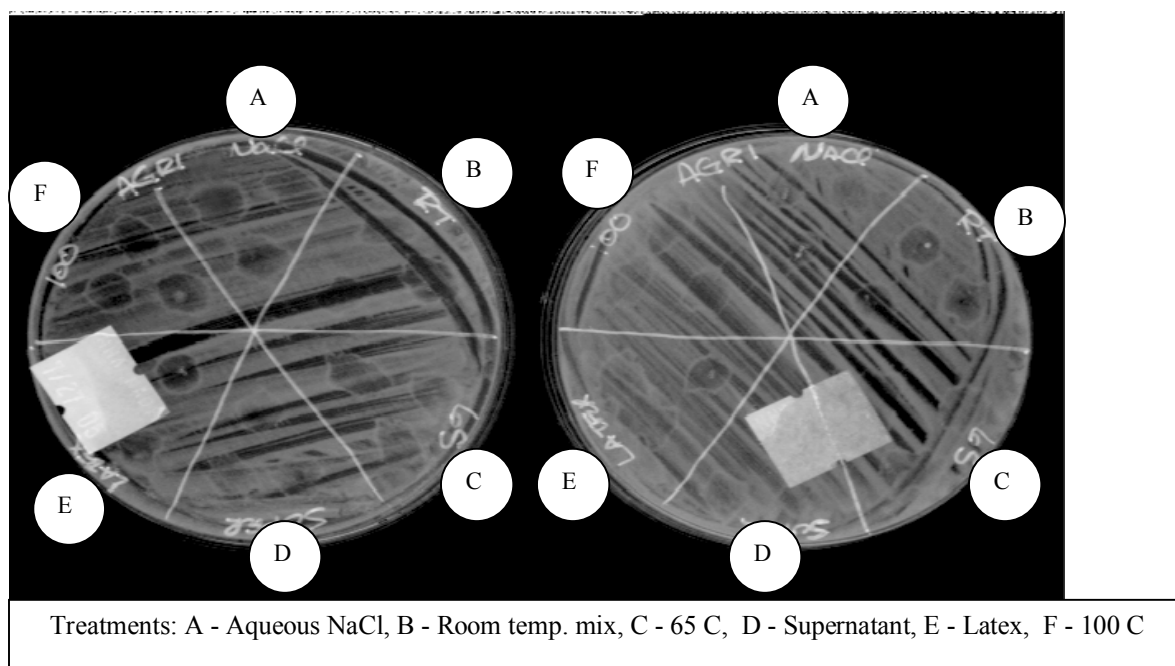 A
A
F
AGRI
NaCl
B
RT
100
F
AGRI
NACl
B
RT
100
LATEX
65
C
E
SUPER
D
LATEX
65
C
E
D
Treatments: A - Aqueous NaCl, B - Room temp. mix, C - 65 C, D - Supernatant, E - Latex, F - 100 C